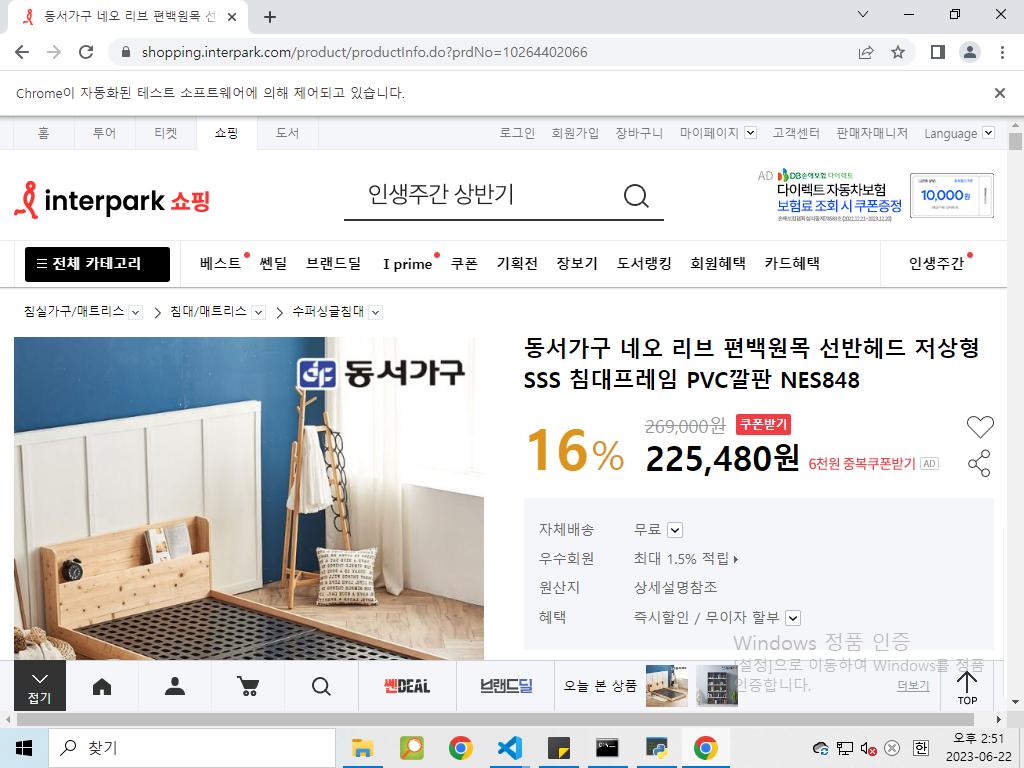 동서가구 네오 리브 편백원목 선
shopping.interpark.com/product/productInfo.do?prdNo=10264402066
Chrome이 자동화된 테스트 소프트웨어에 의해 제어되고 있습니다.
홈 투어 티켓 쇼핑 도서 로그인 회원가입 장바구니 마이페이지 고객센터 판매자매니저 Language
interpark 쇼핑
인생주간 상반기
AD DB손해보험 다이렉트
다이렉트 자동차보험
보험료 조회 시 쿠폰증정
10,000원
전체 카테고리 베스트 쎈딜 브랜드딜 I prime 쿠폰 기획전 장보기 도서랭킹 회원혜택 카드혜택 인생주간
침실가구/매트리스 침대/매트리스 수퍼싱글침대
동서가구
동서가구 네오 리브 편백원목 선반헤드 저상형
SSS 침대프레임 PVC깔판 NES848
16% 269,000원 쿠폰받기
225,480원 6천원 중복쿠폰받기 AD
자체배송 무료
우수회원 최대 1.5% 적립
원산지 상세설명참조
혜택 즉시할인 / 무이자 할부
Windows 정품 인증
[설정]으로 이동하여 Windows를 정품
인증합니다.
접기 쎈DEAL 브랜드딜 오늘 본 상품 더보기 TOP
찾기
한
오후 2:51
2023-06-22